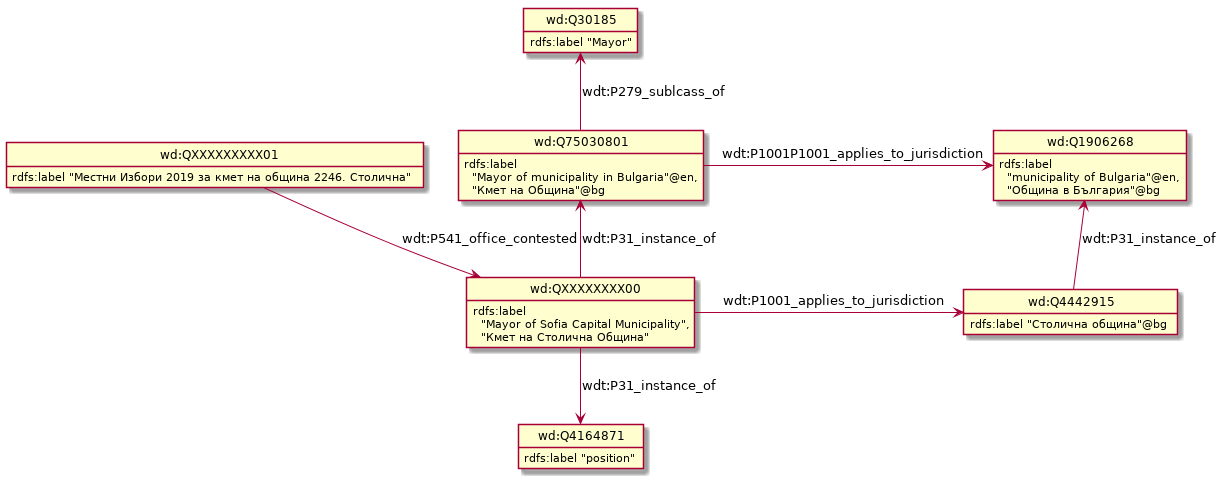 wd:Q30185
rdfs:label "Mayor"
wdt:P279_sublcass_of
wd:QXXXXXXXXX01
rdfs:label "Местни Избори 2019 за кмет на община 2246. Столична"
wd:Q75030801
rdfs:label
"Mayor of municipality in Bulgaria"@en,
"Кмет на Община"@bg
wdt:P1001P1001_applies_to_jurisdiction
wd:Q1906268
rdfs:label
"municipality of Bulgaria"@en,
"Община в България"@bg
wdt:P541_office_contested
wdt:P31_instance_of
wdt:P31_instance_of
wd:QXXXXXXXX00
rdfs:label
"Mayor of Sofia Capital Municipality",
"Кмет на Столична Община"
wdt:P1001_applies_to_jurisdiction
wd:Q4442915
rdfs:label "Столична община"@bg
wdt:P31_instance_of
wd:Q4164871
rdfs:label "position"